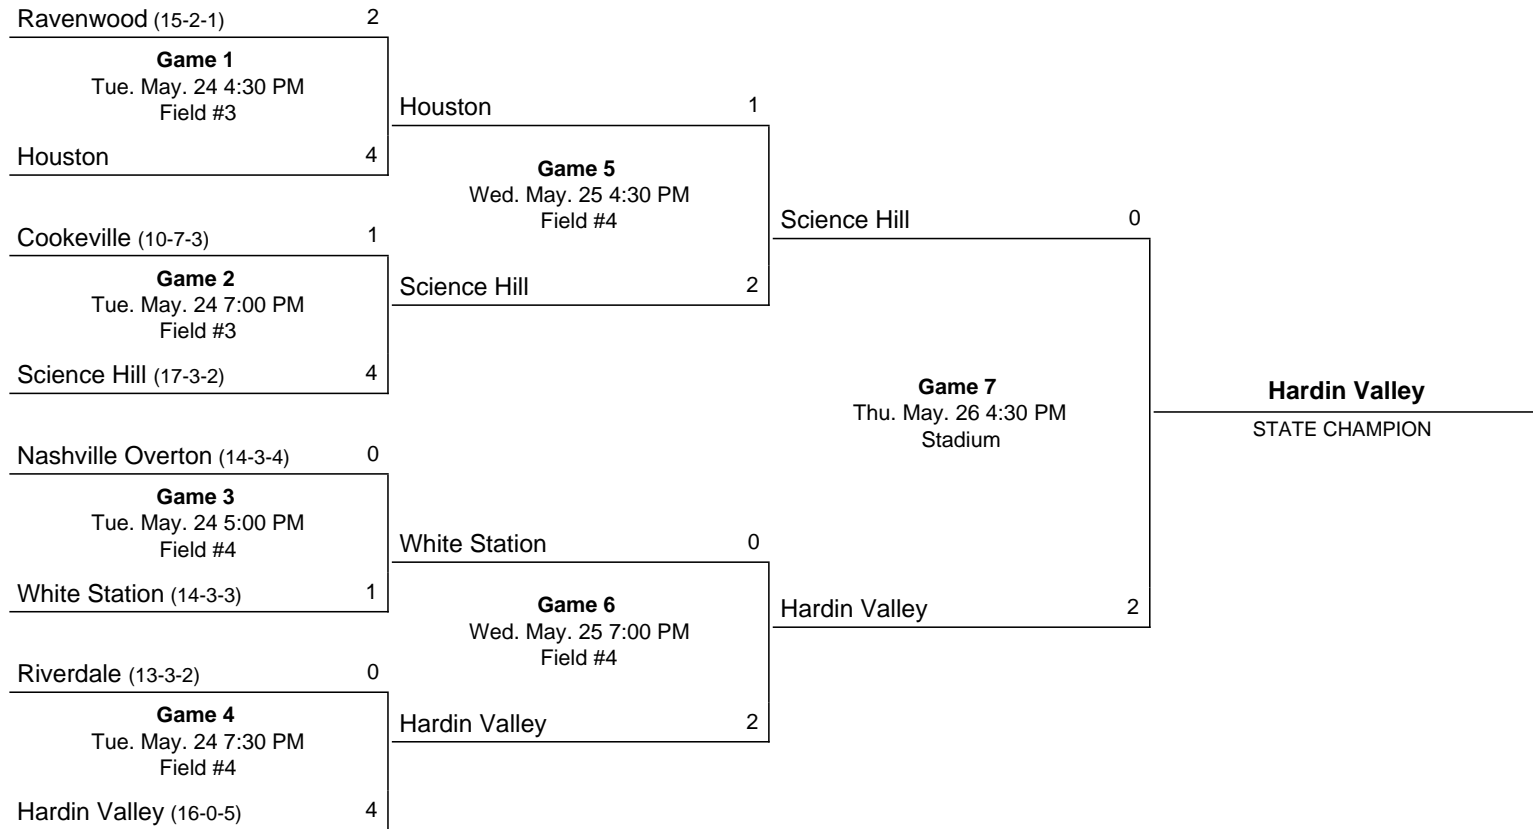 Ravenwood (15-2-1) 2
Game 1
Tue. May. 24 4:30 PM
Field #3
Houston 4
Cookeville (10-7-3) 1
Game 2
Tue. May. 24 7:00 PM
Field #3
Science Hill (17-3-2) 4
Nashville Overton (14-3-4) 0
Game 3
Tue. May. 24 5:00 PM
Field #4
White Station (14-3-3) 1
Riverdale (13-3-2) 0
Game 4
Tue. May. 24 7:30 PM
Field #4
Hardin Valley (16-0-5) 4
Houston 1
Game 5
Wed. May. 25 4:30 PM
Field #4
Science Hill 2
White Station 0
Game 6
Wed. May. 25 7:00 PM
Field #4
Hardin Valley 2
Science Hill 0
Game 7
Thu. May. 26 4:30 PM
Stadium
Hardin Valley 2
Hardin Valley
STATE CHAMPION